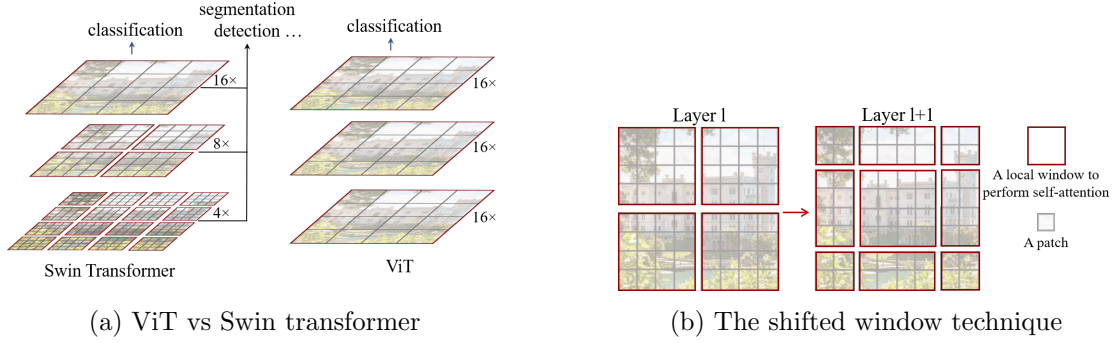 segmentation
classification
detection ...
classification
16×
16×
8×
16×
4×
16×
Swin Transformer
ViT
(a) ViT vs Swin transformer
Layer l
Layer l+1
A local window to
perform self-attention
A patch
(b) The shifted window technique